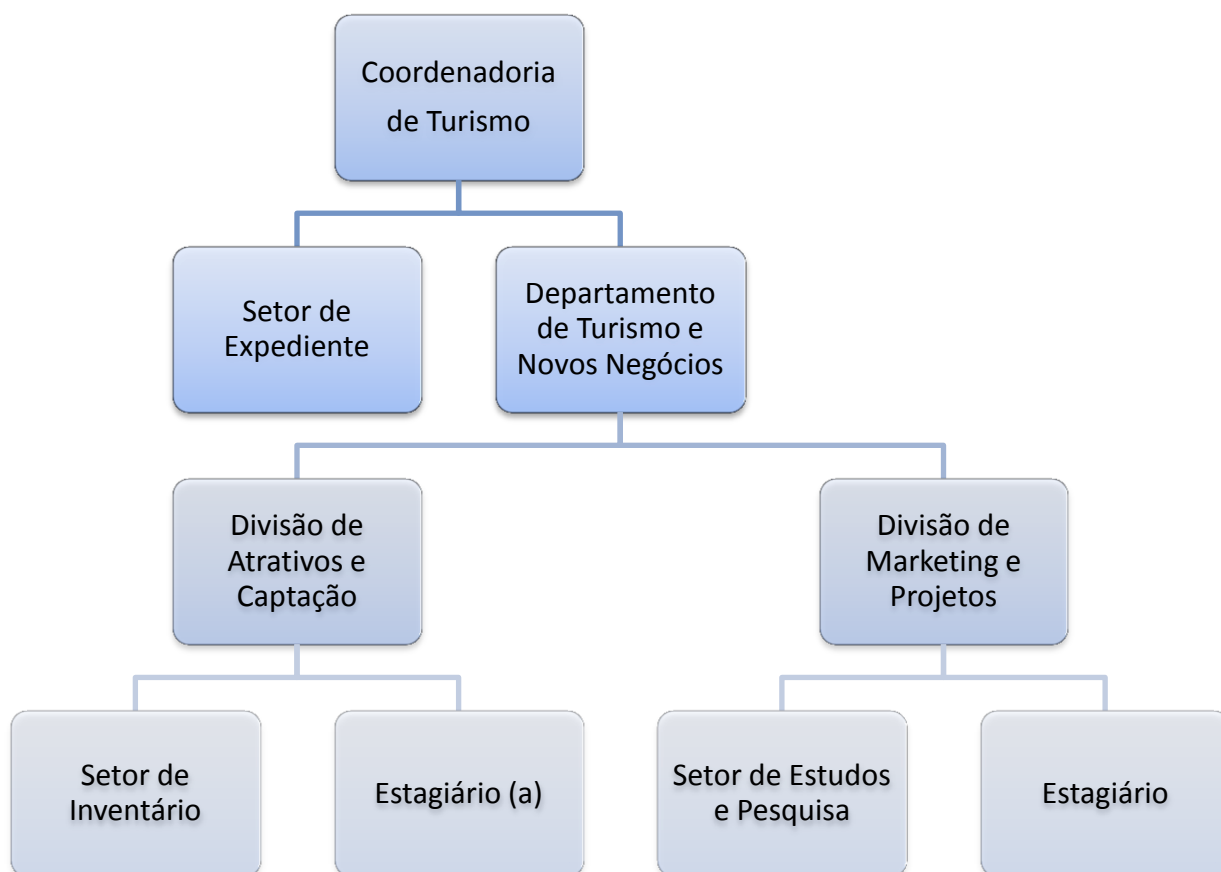 Coordenadoria
de Turismo
Setor de
Expediente
Departamento
de Turismo e
Novos Negócios
Divisão de
Atrativos e
Captação
Divisão de
Marketing e
Projetos
Setor de
Inventário
Estagiário (a)
Setor de Estudos
e Pesquisa
Estagiário